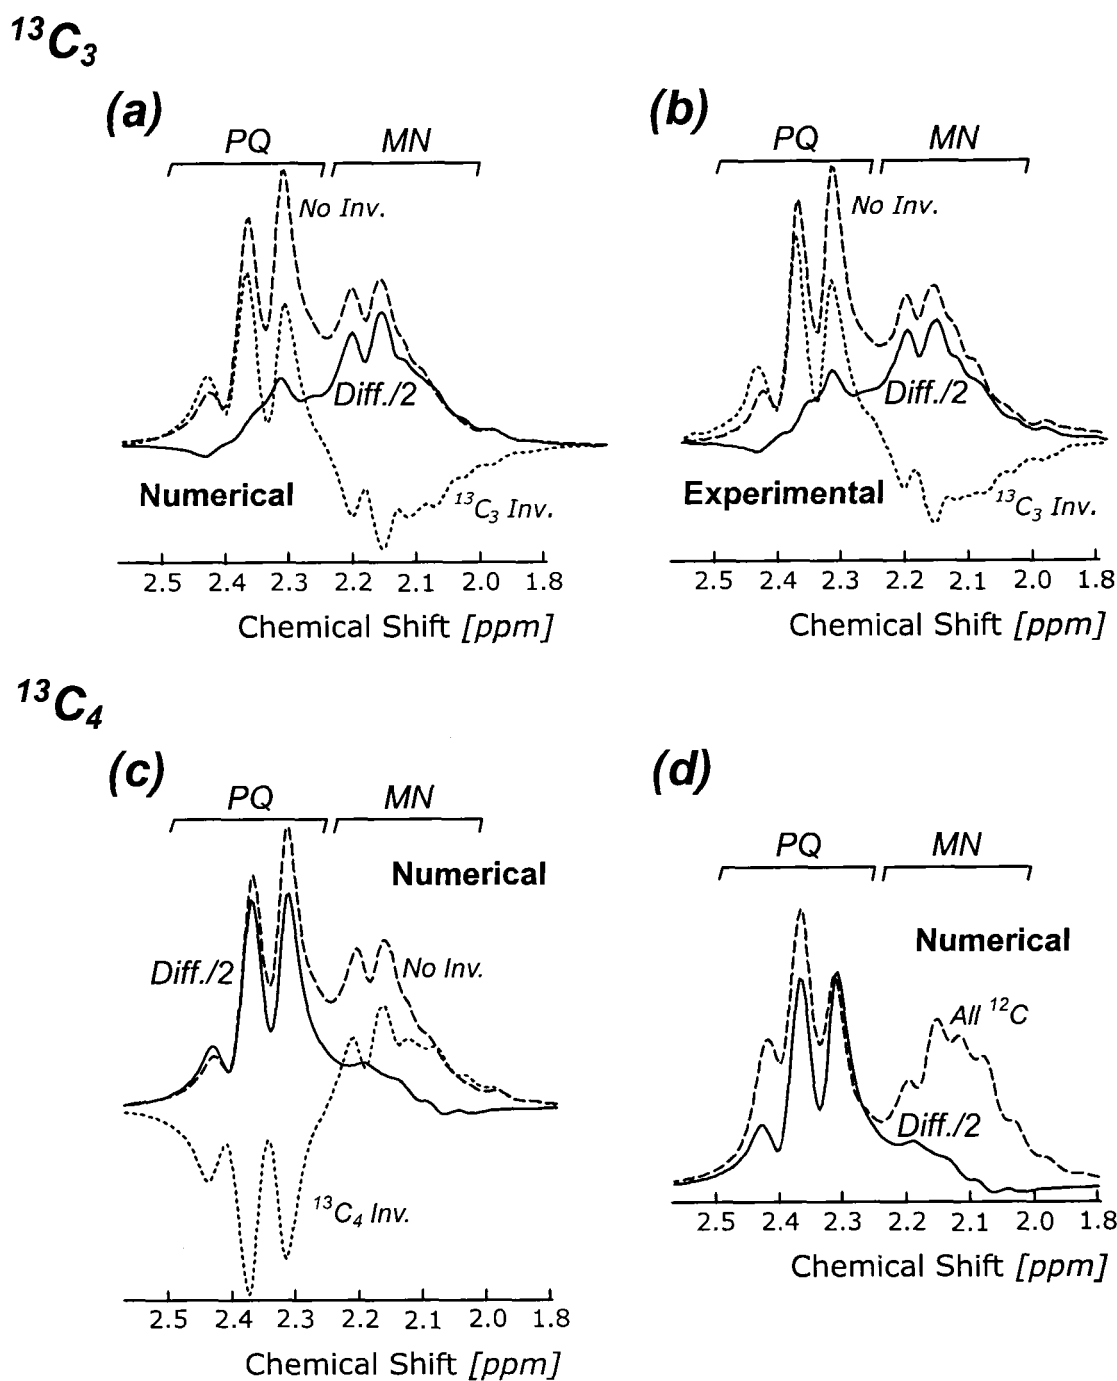 ¹³C₃
(a)
PQ MN
No Inv.
Diff./2
Numerical
¹³C₃ Inv.
2.5 2.4 2.3 2.2 2.1 2.0 1.8
Chemical Shift [ppm]
(b)
PQ MN
No Inv.
Diff./2
Experimental
¹³C₃ Inv.
2.5 2.4 2.3 2.2 2.1 2.0 1.8
Chemical Shift [ppm]
¹³C₄
(c)
PQ MN
Numerical
Diff./2
No Inv.
¹³C₄ Inv.
2.5 2.4 2.3 2.2 2.1 2.0 1.8
Chemical Shift [ppm]
(d)
PQ MN
Numerical
All ¹²C
Diff./2
2.5 2.4 2.3 2.2 2.1 2.0 1.8
Chemical Shift [ppm]